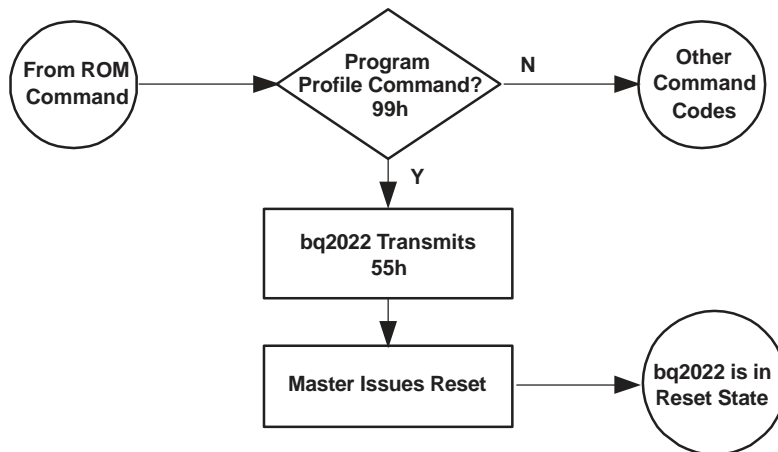 From ROM
Command
Program
Profile Command?
99h
N
Other
Command
Codes
Y
bq2022 Transmits
55h
Master Issues Reset
bq2022 is in
Reset State